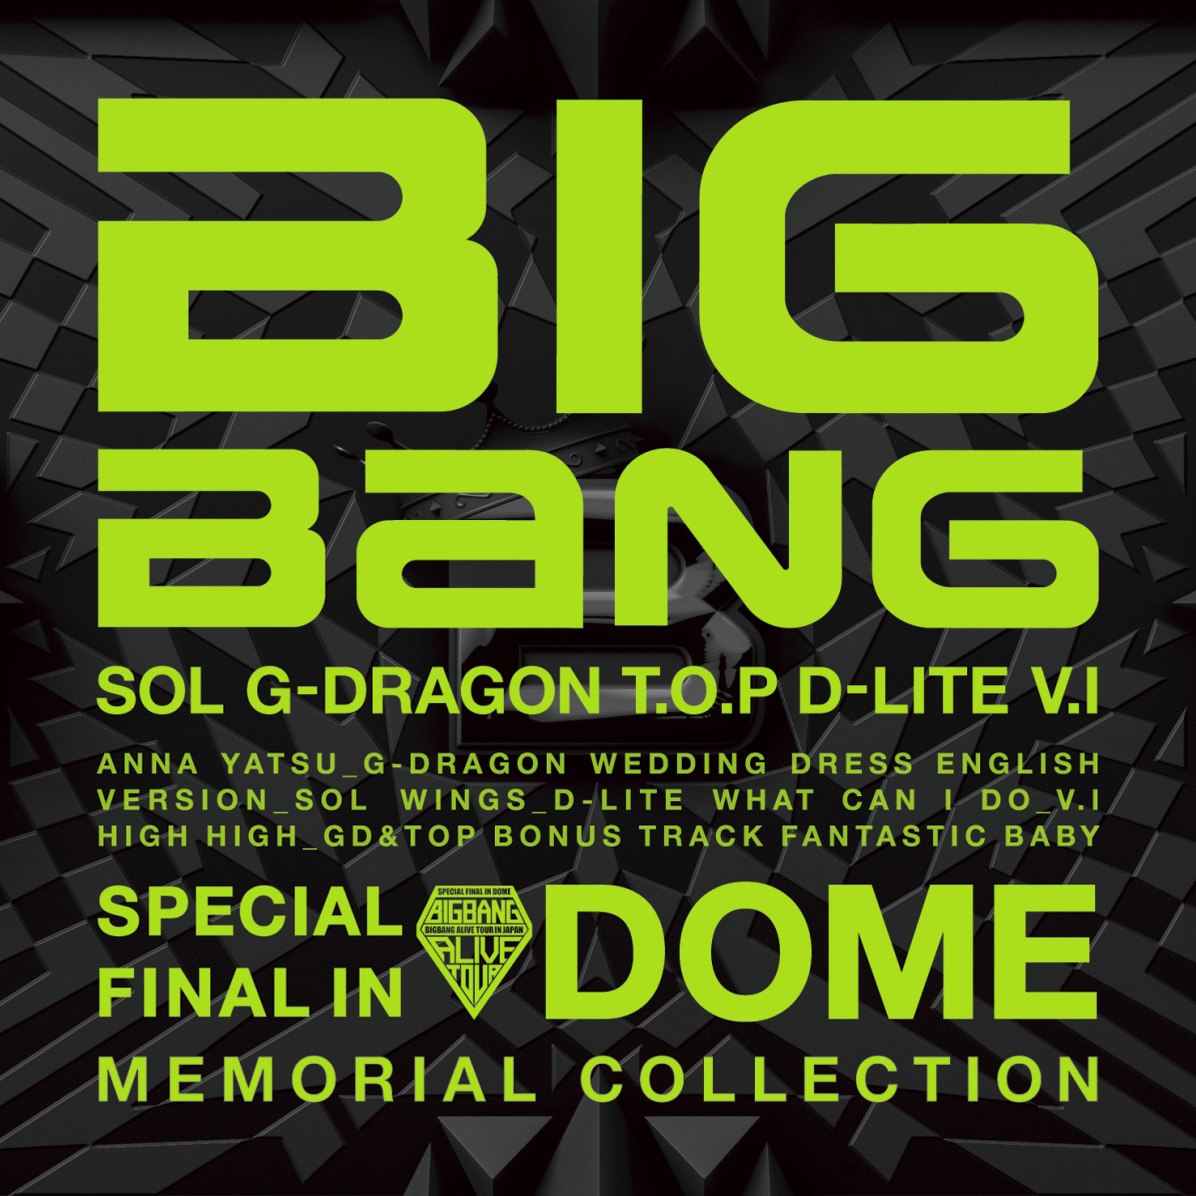 BIG
BANG
SOL G-DRAGON T.O.P D-LITE V.I
ANNA YATSU_G-DRAGON WEDDING DRESS ENGLISH
VERSION_SOL WINGS_D-LITE WHAT CAN I DO_V.I
HIGH HIGH_GD&TOP BONUS TRACK FANTASTIC BABY
SPECIAL
FINAL IN
SPECIAL FINAL IN DOME
BIGBANG
BIGBANG ALIVE TOUR IN JAPAN
ALIVE
TOUR
DOME
MEMORIAL COLLECTION